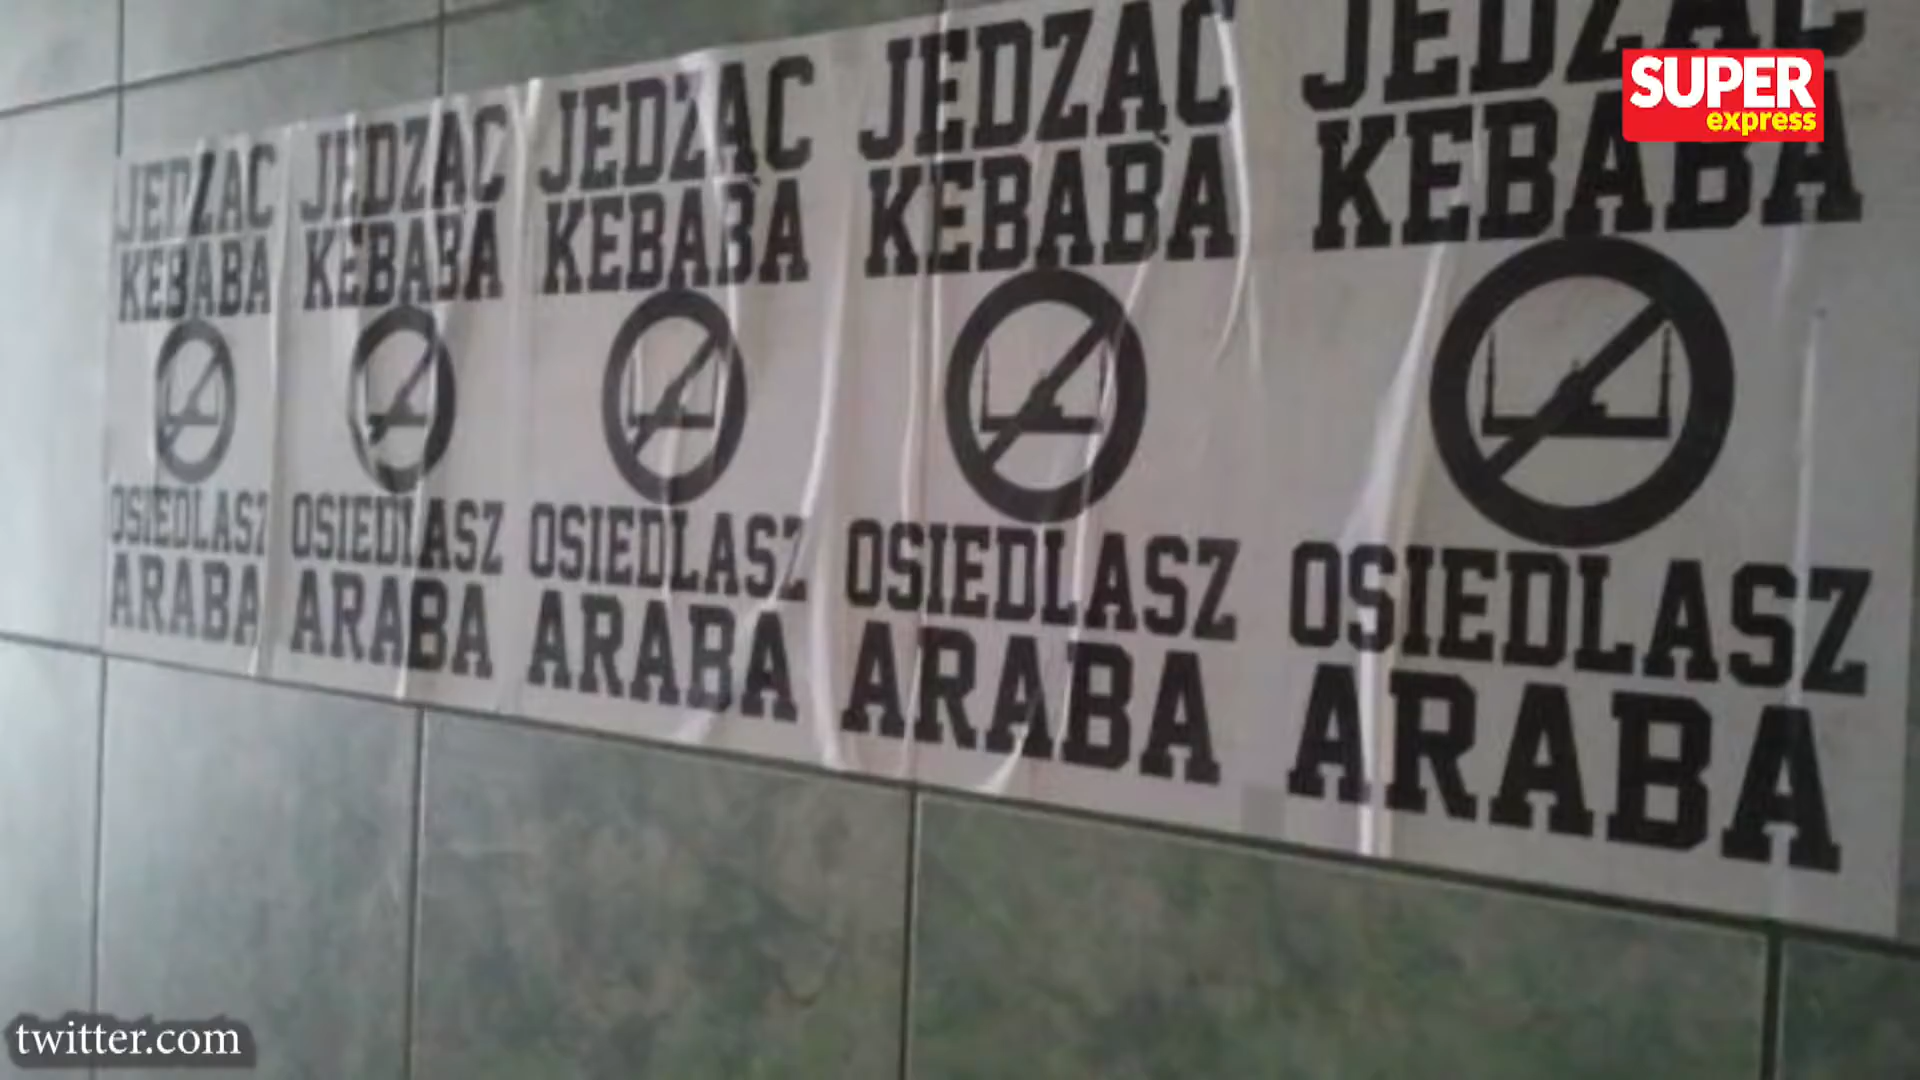 JEDZĄC
KEBABA
OSIEDLASZ
ARABA
JEDZĄC
KEBABA
OSIEDLASZ
ARABA
JEDZĄC
KEBABA
OSIEDLASZ
ARABA
JEDZĄC
KEBABA
OSIEDLASZ
ARABA
JEDZĄC
KEBABA
OSIEDLASZ
ARABA
SUPER
express
twitter.com